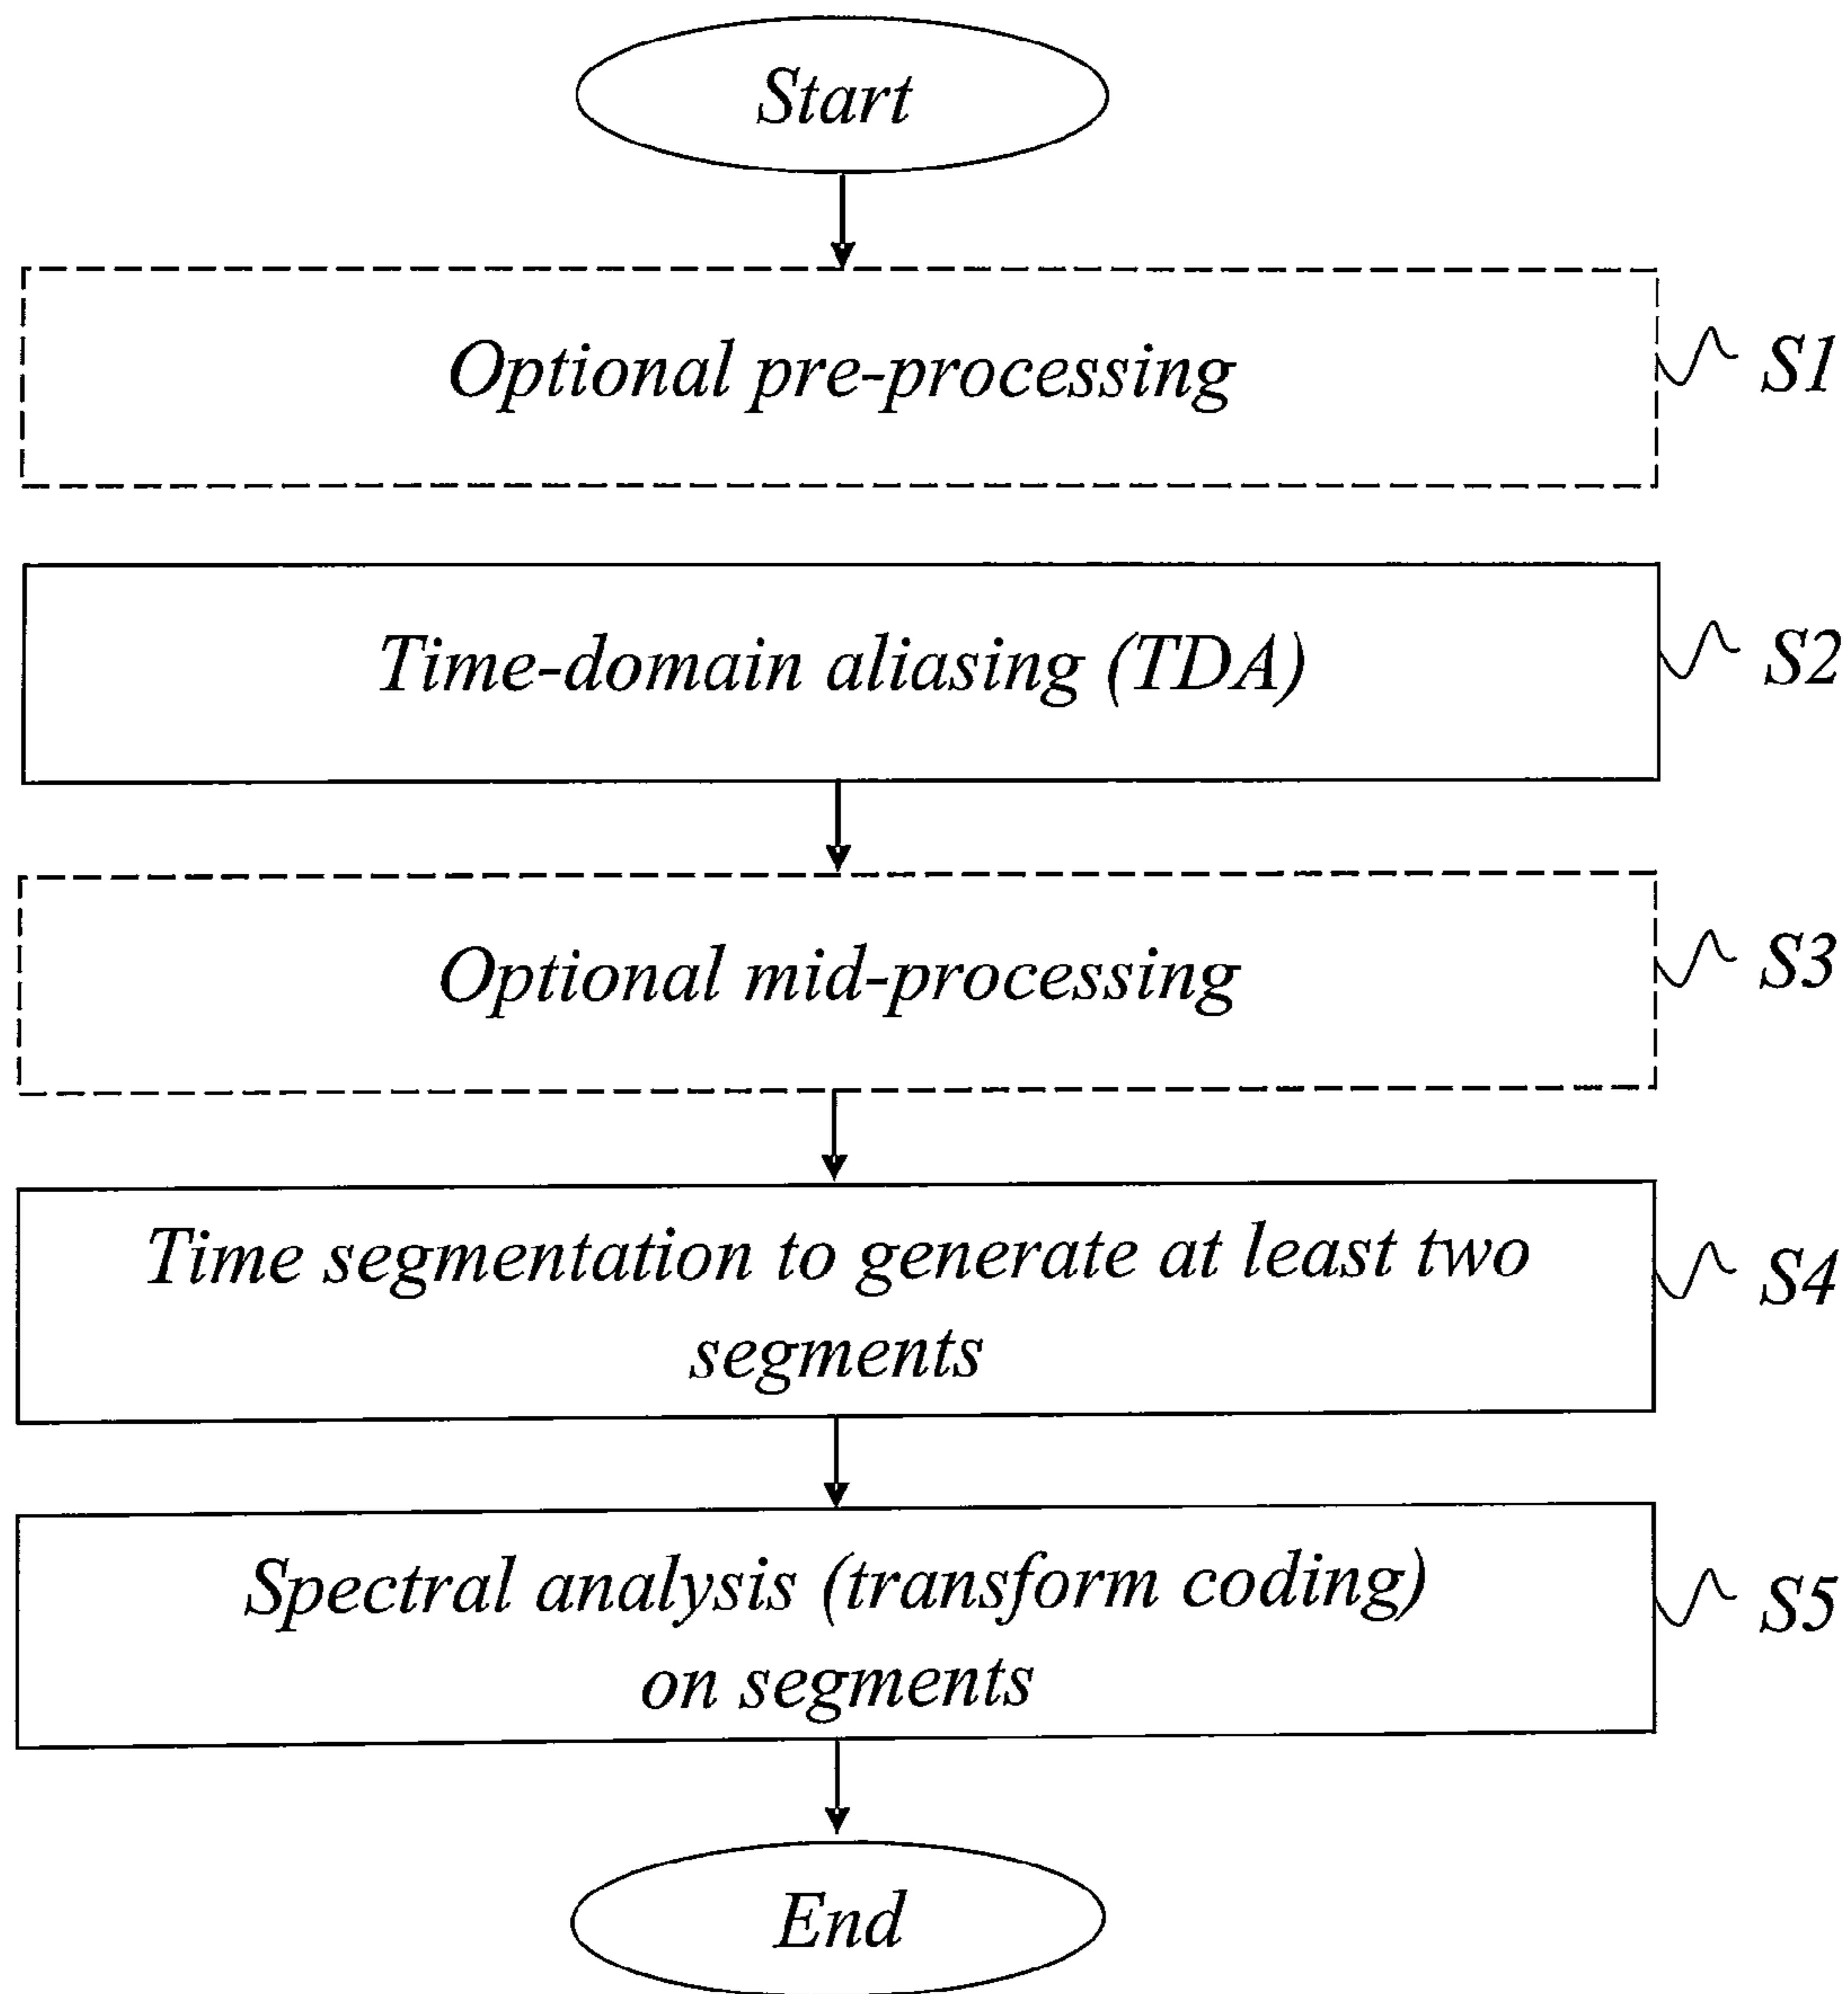 Start
Optional pre-processing
S1
Time-domain aliasing (TDA)
S2
Optional mid-processing
S3
Time segmentation to generate at least two
segments
S4
Spectral analysis (transform coding)
on segments
S5
End